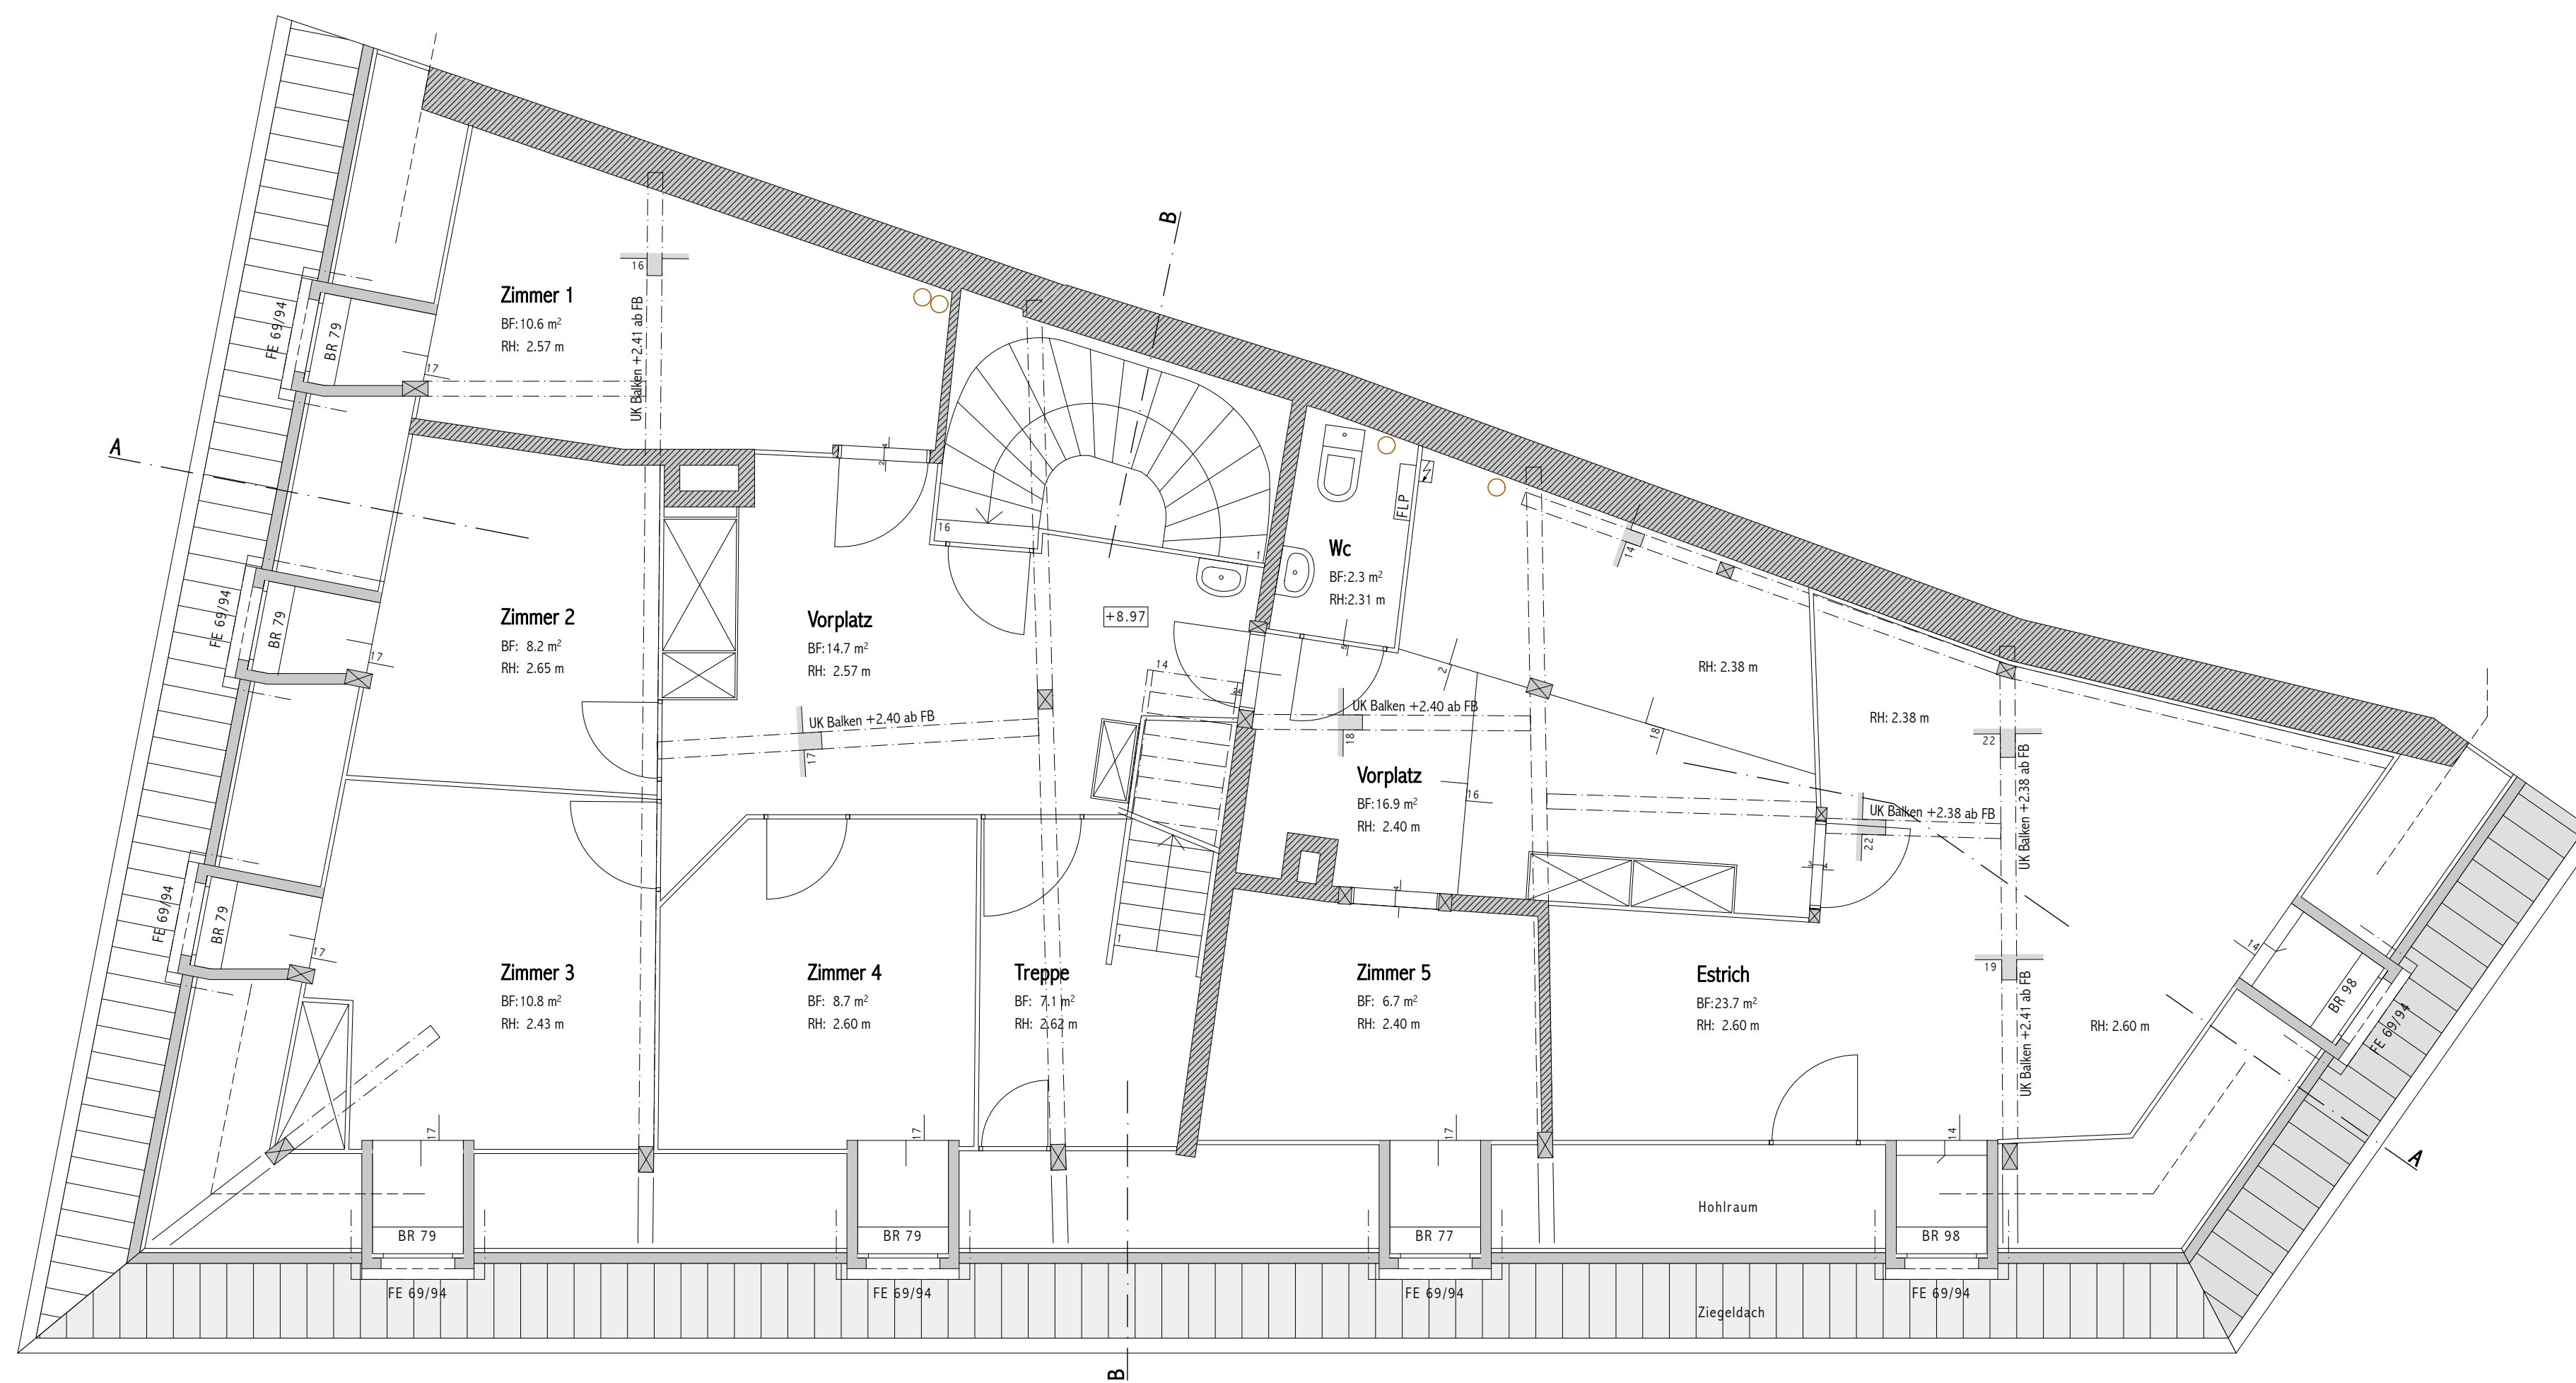 B
Zimmer 1
BF: 10.6 m²
RH: 2.57 m
16
UK Balken +2.41 ab FB
FE 69/94
BR 79
17
A
16
1
FLP
Wc
BF: 2.3 m²
RH: 2.31 m
14
Zimmer 2
BF: 8.2 m²
RH: 2.65 m
FE 69/94
BR 79
17
Vorplatz
BF: 14.7 m²
RH: 2.57 m
+8.97
14
UK Balken +2.40 ab FB
17
UK Balken +2.40 ab FB
18
2
18
RH: 2.38 m
RH: 2.38 m
22
UK Balken +2.38 ab FB
Vorplatz
BF: 16.9 m²
RH: 2.40 m
16
UK Balken +2.38 ab FB
22
FE 69/94
BR 79
17
1
Zimmer 3
BF: 10.8 m²
RH: 2.43 m
Zimmer 4
BF: 8.7 m²
RH: 2.60 m
Treppe
BF: 7.1 m²
RH: 2.62 m
Zimmer 5
BF: 6.7 m²
RH: 2.40 m
Estrich
BF: 23.7 m²
RH: 2.60 m
19
UK Balken +2.41 ab FB
RH: 2.60 m
14
BR 98
FE 69/94
A
17
17
17
14
Hohlraum
BR 79
BR 79
BR 77
BR 98
FE 69/94
FE 69/94
FE 69/94
FE 69/94
Ziegeldach
B